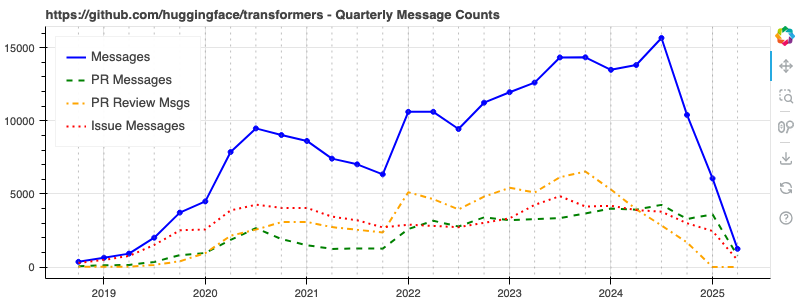 https://github.com/huggingface/transformers - Quarterly Message Counts
15000
10000
5000
0
Messages
PR Messages
PR Review Msgs
Issue Messages
2019 2020 2021 2022 2023 2024 2025